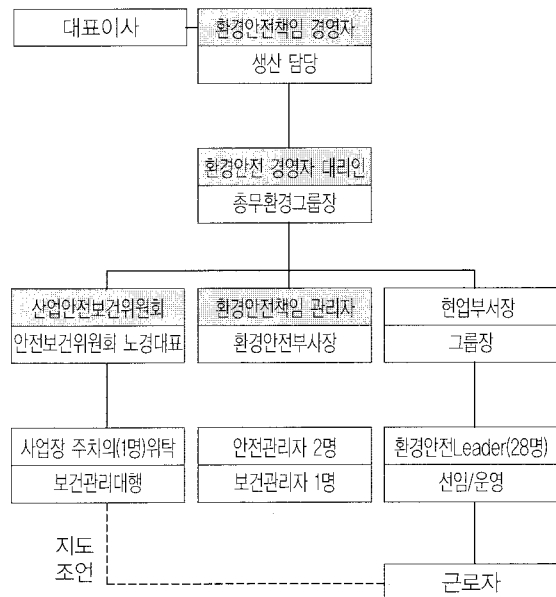 대표이사
환경안전책임 경영자
생산 담당
환경안전 경영자 대리인
총무환경그룹장
산업안전보건위원회
안전보건위원회 노경대표
환경안전책임 관리자
환경안전부사장
현업부서장
그룹장
사업장 주치의(1명)위탁
보건관리대행
안전관리자 2명
보건관리자 1명
환경안전Leader(28명)
선임/운영
지도
조언
근로자